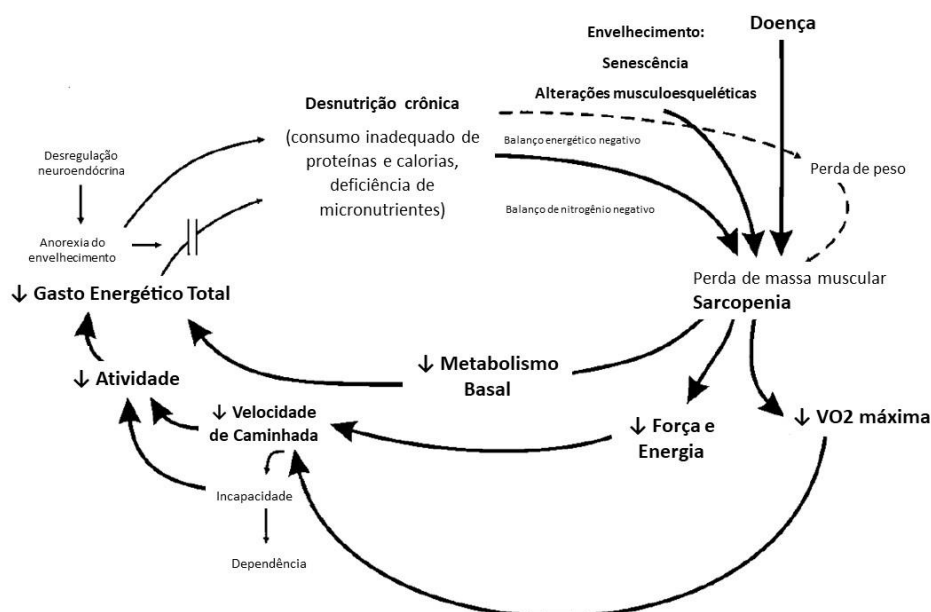 Doença
Envelhecimento:
Senescência
Alterações musculoesqueléticas
Desnutrição crônica
(consumo inadequado de
proteínas e calorias,
deficiência de
micronutrientes)
Balanço energético negativo
Balanço de nitrogênio negativo
Perda de peso
Desregulação
neuroendócrina
Anorexia do
envelhecimento
↓ Gasto Energético Total
Perda de massa muscular
Sarcopenia
↓ Metabolismo
Basal
↓ Atividade
↓ Velocidade
de Caminhada
↓ Força e
Energia
↓ VO2 máxima
Incapacidade
Dependência